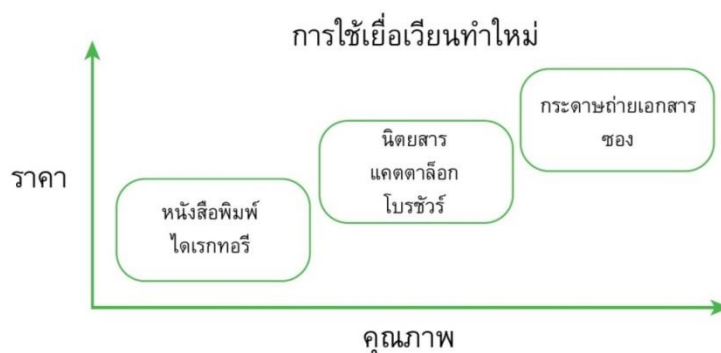 การใช้เยื่อเวียนทำใหม่
กระดาษถ่ายเอกสาร
ซอง
นิตยสาร
แคตตาล็อก
โบรชัวร์
ราคา
หนังสือพิมพ์
ไดเรกทอรี
คุณภาพ